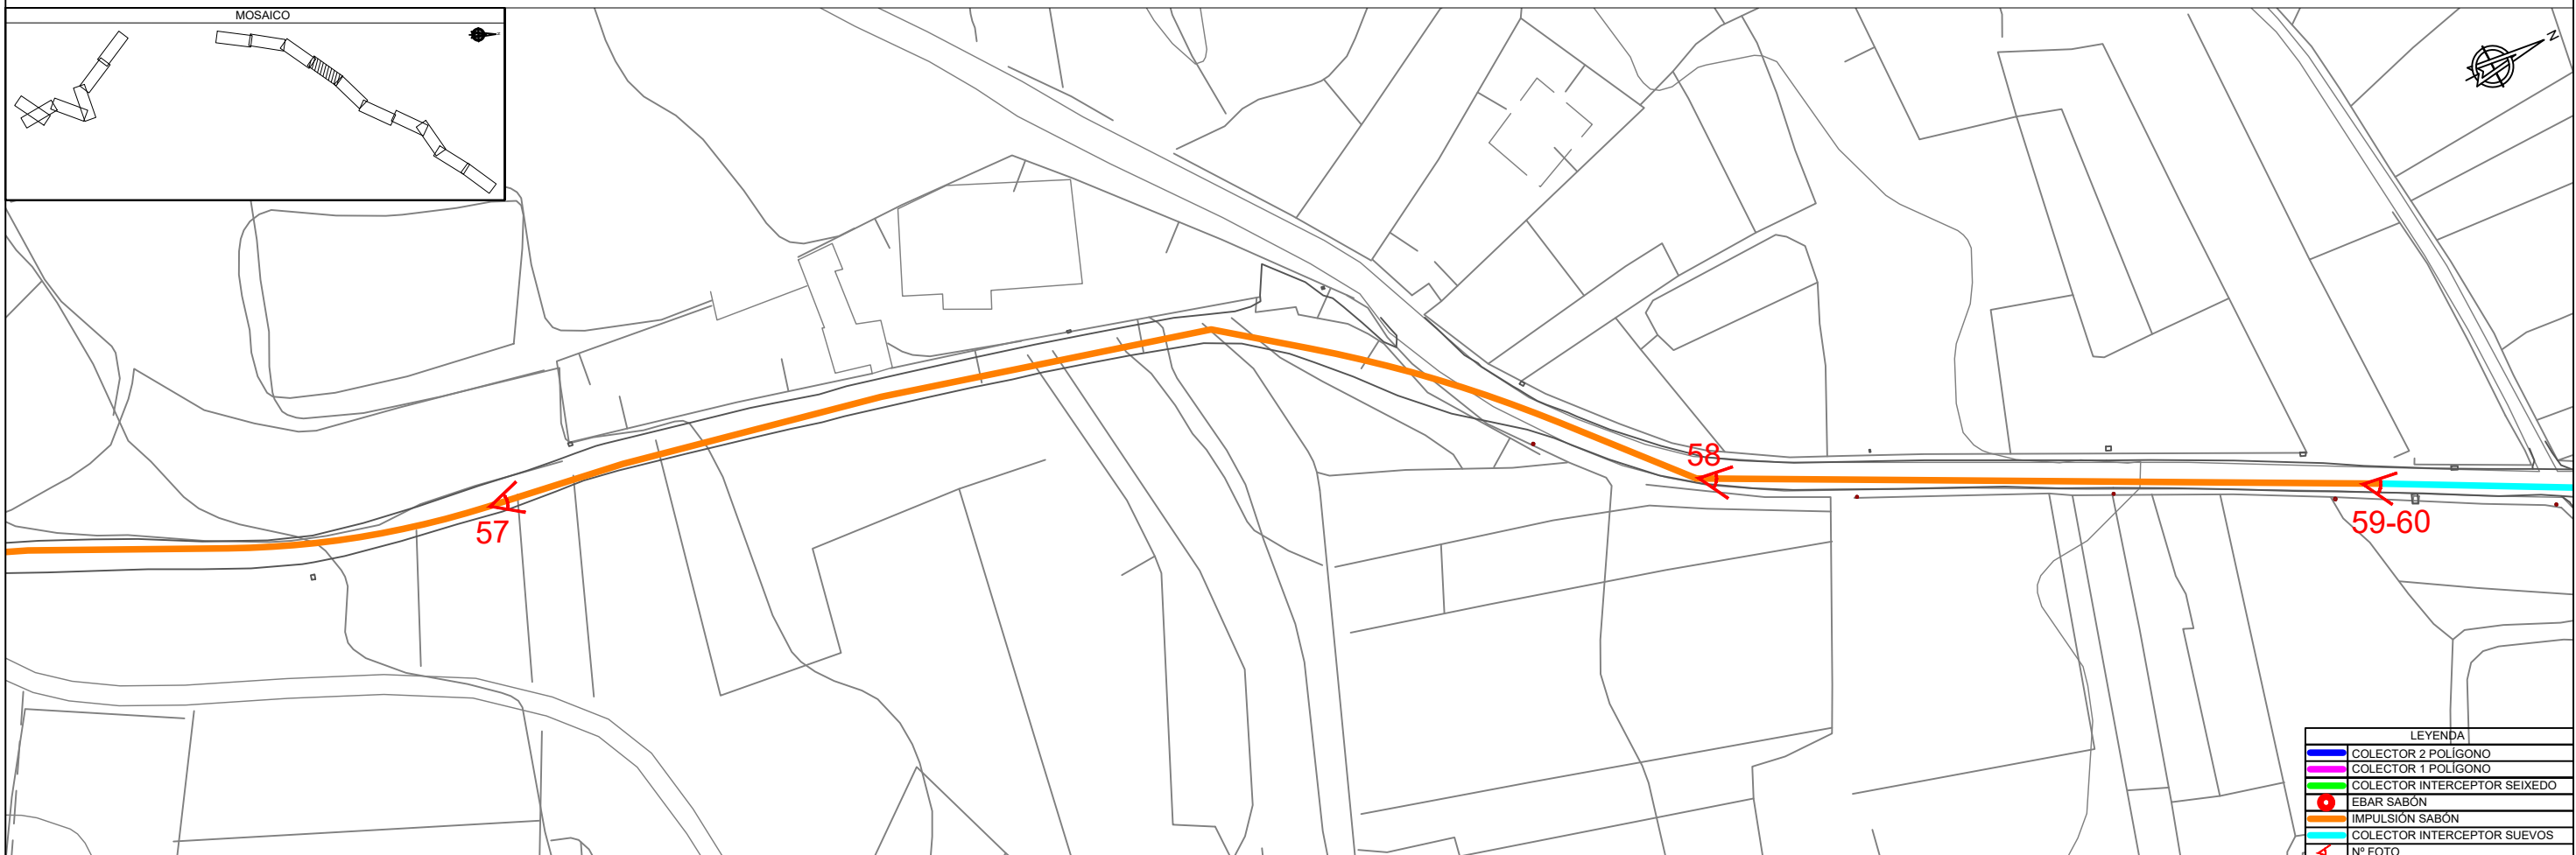 MOSAICO
N
58
57
59-60
LEYENDA
COLECTOR 2 POLÍGONO
COLECTOR 1 POLÍGONO
COLECTOR INTERCEPTOR SEIXEDO
EBAR SABÓN
IMPULSIÓN SABÓN
COLECTOR INTERCEPTOR SUEVOS
Nº FOTO